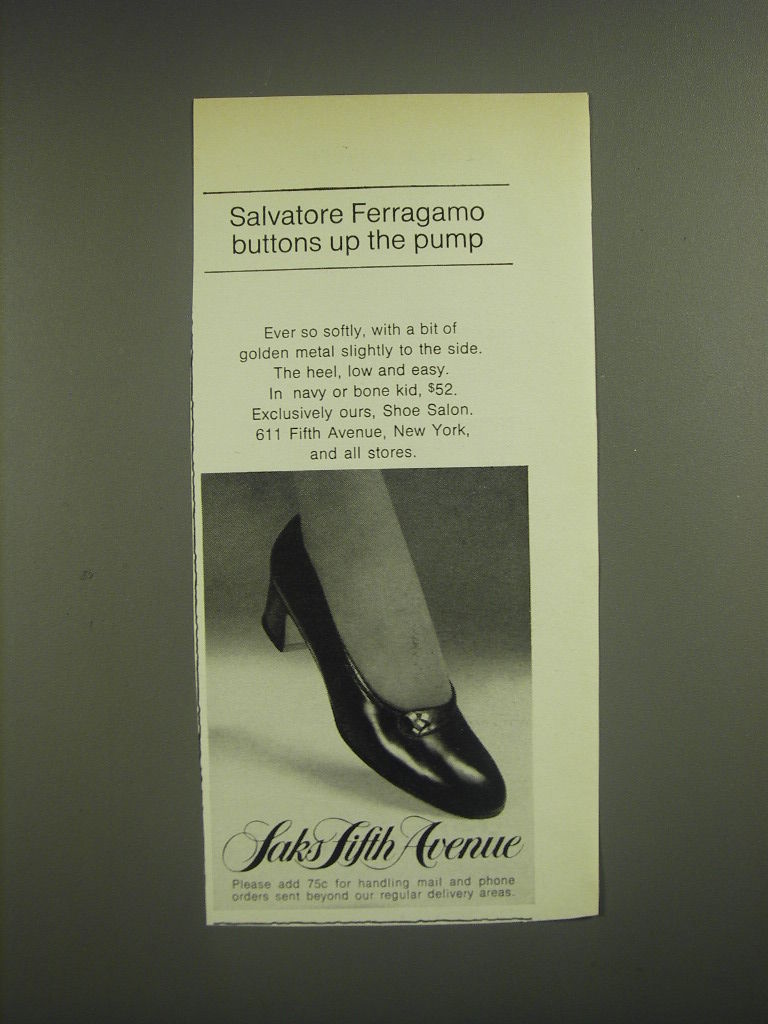 Salvatore Ferragamo
buttons up the pump
Ever so softly, with a bit of
golden metal slightly to the side.
The heel, low and easy.
In navy or bone kid, $52.
Exclusively ours, Shoe Salon.
611 Fifth Avenue, New York,
and all stores.
Saks Fifth Avenue
Please add 75c for handling mail and phone
orders sent beyond our regular delivery areas.